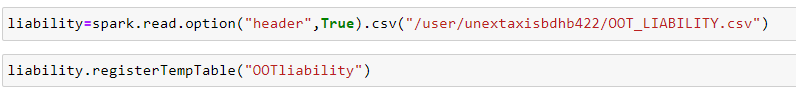 liability=spark.read.option("header",True).csv("/user/unextaxisbdhb422/OOT_LIABILITY.csv")
liability.registerTempTable("OOTliability")